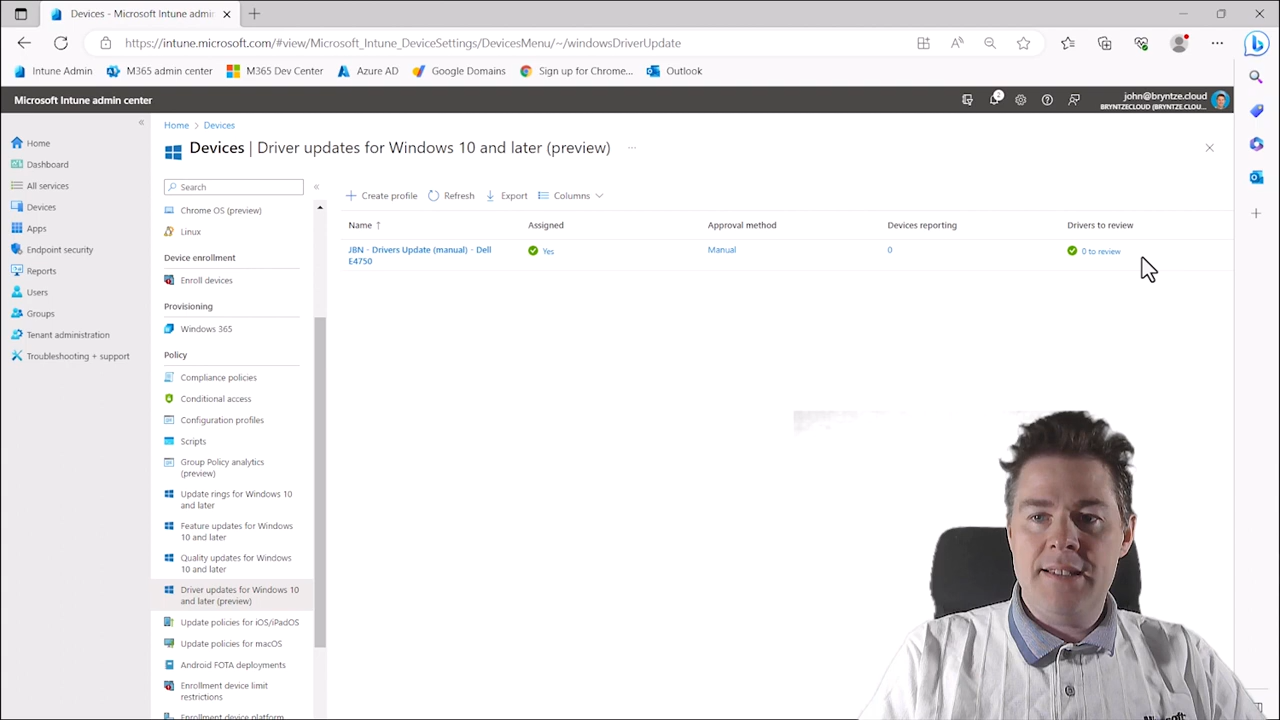 Devices - Microsoft Intune admin
https://intune.microsoft.com/#view/Microsoft_Intune_DeviceSettings/DevicesMenu/~/windowsDriverUpdate
Intune Admin
M365 admin center
M365 Dev Center
Azure AD
Google Domains
Sign up for Chrome...
Outlook
Microsoft Intune admin center
2
john@bryntze.cloud
BRYNTZECLOUD (BRYNTZE.CLOU...
Home
Dashboard
All services
Devices
Apps
Endpoint security
Reports
Users
Groups
Tenant administration
Troubleshooting + support
Home > Devices
Devices | Driver updates for Windows 10 and later (preview)
Search
Chrome OS (preview)
Linux
Device enrollment
Enroll devices
Provisioning
Windows 365
Policy
Compliance policies
Conditional access
Configuration profiles
Scripts
Group Policy analytics
(preview)
Update rings for Windows 10
and later
Feature updates for Windows
10 and later
Quality updates for Windows
10 and later
Driver updates for Windows 10
and later (preview)
Update policies for iOS/iPadOS
Update policies for macOS
Android FOTA deployments
Enrollment device limit
restrictions
Enrollment device platform
Create profile
Refresh
Export
Columns
Name
Assigned
Approval method
Devices reporting
Drivers to review
JBN - Drivers Update (manual) - Dell
E4750
Yes
Manual
0
0 to review
Microsoft